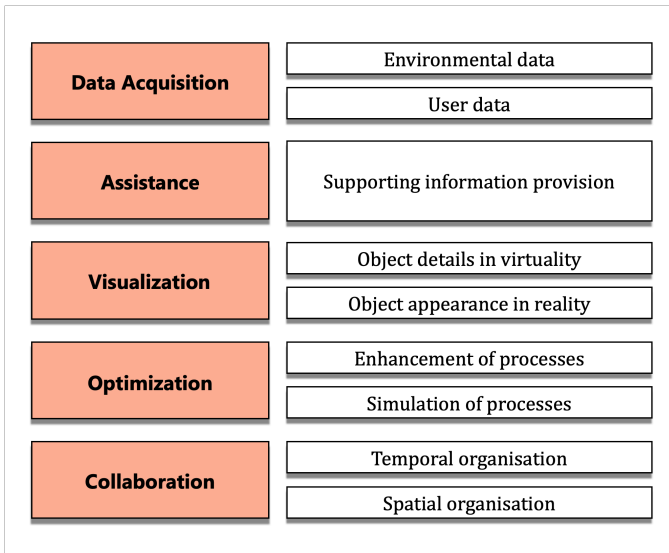 Data Acquisition
Environmental data
User data
Assistance
Supporting information provision
Visualization
Object details in virtuality
Object appearance in reality
Optimization
Enhancement of processes
Simulation of processes
Collaboration
Temporal organisation
Spatial organisation